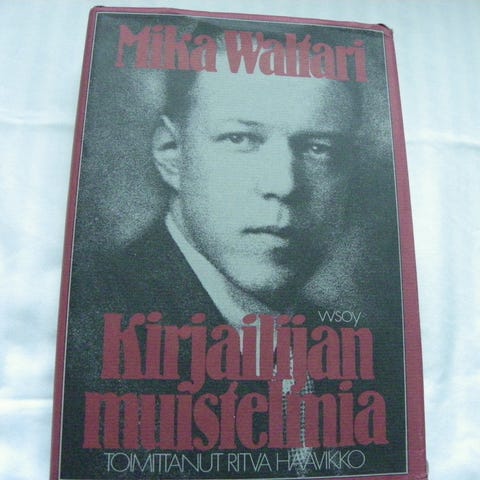 Mika Waltari
WSOY
Kirjailijan
muistelmia
TOIMITTANUT RITVA HAAVIKKO